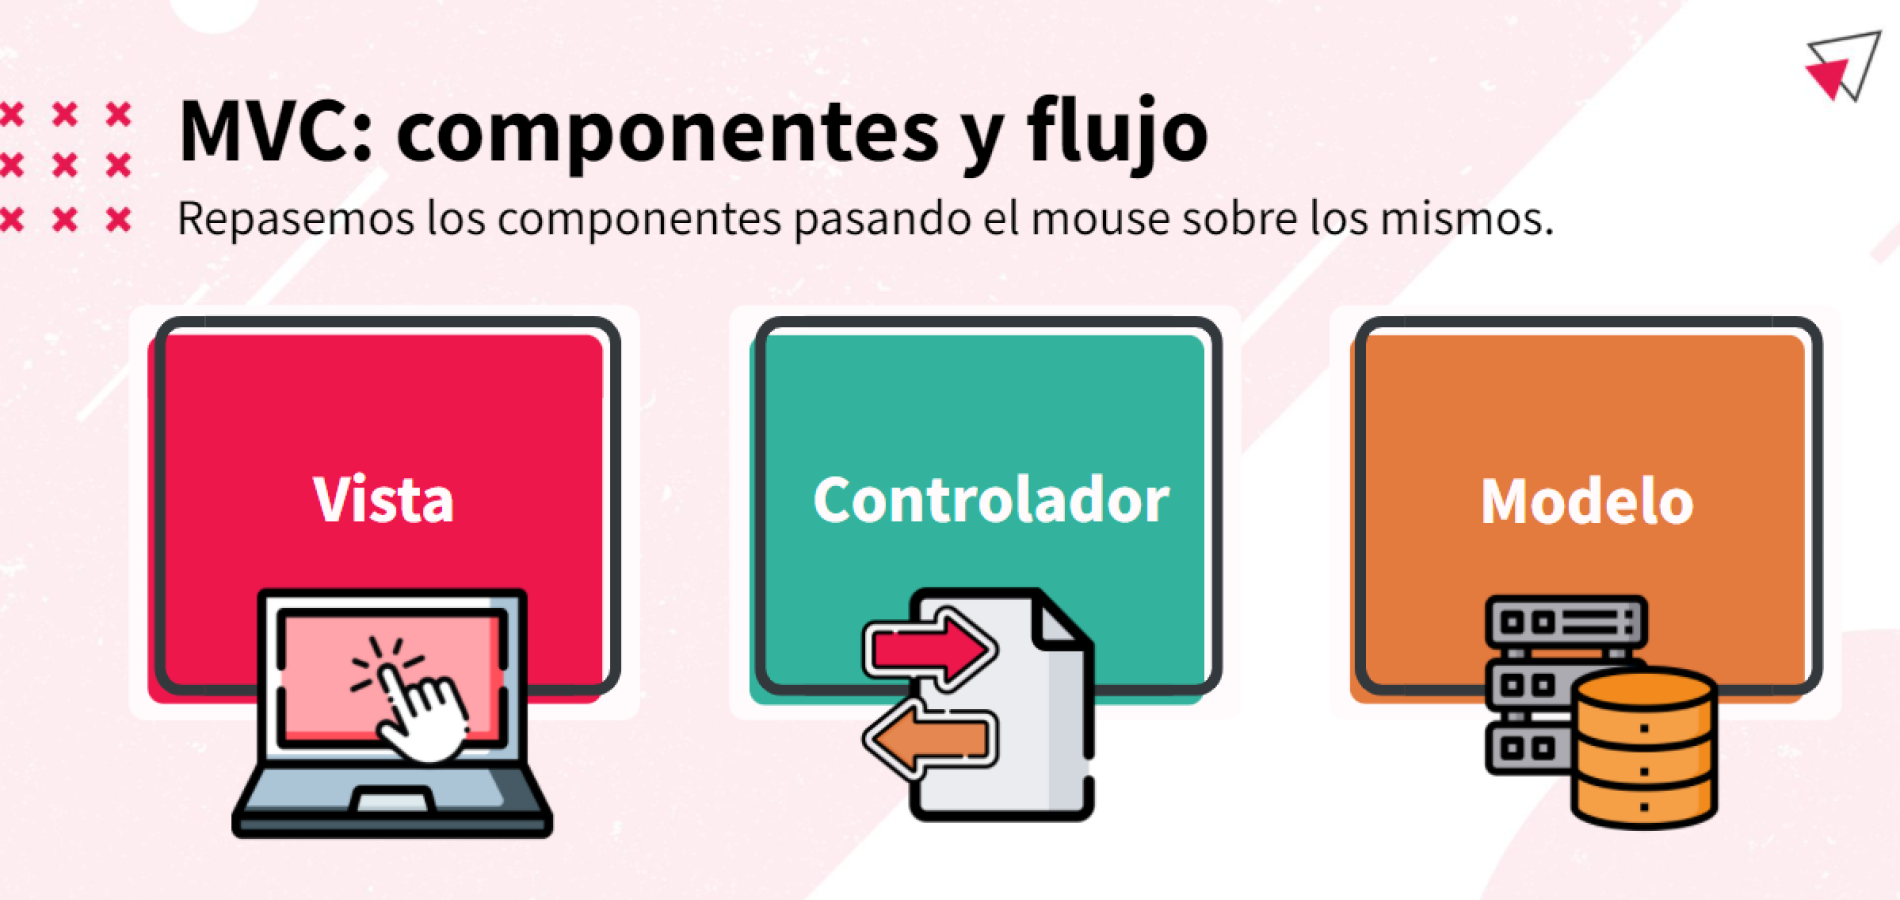 MVC: componentes y flujo
Repasemos los componentes pasando el mouse sobre los mismos.
Vista
Controlador
Modelo